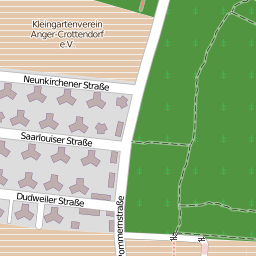 Kleingartenverein
Anger-Crottendorf
e.V.
Neunkirchener Straße
Saarlouiser Straße
Dudweiler Straße
Pommernstraße